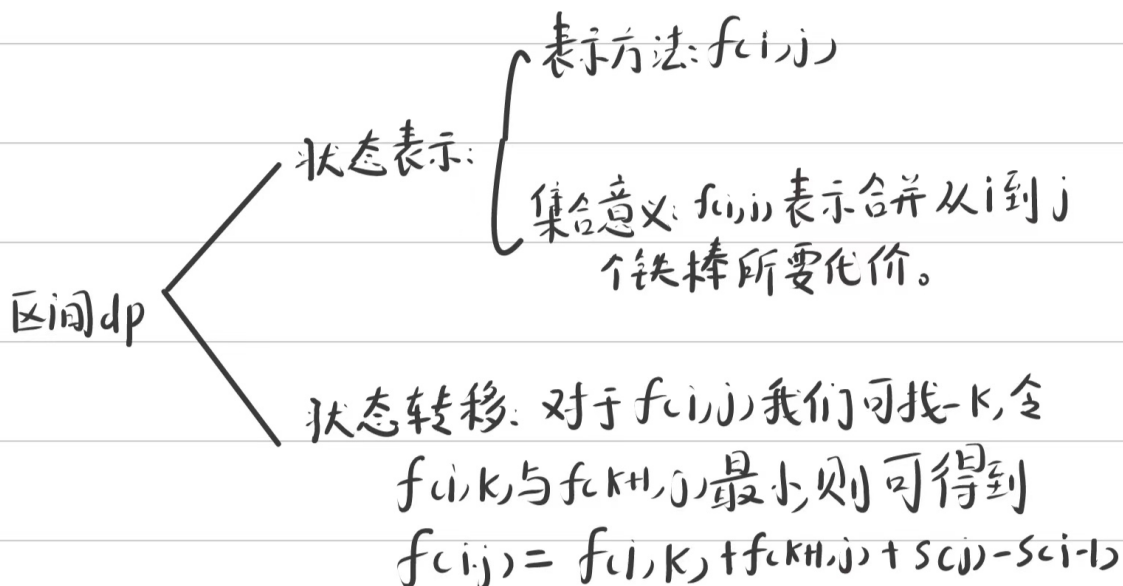 表示方法:f(i,j)
状态表示:
集合意义:f(i,j)表示合并从i到j
个铁棒所要代价。
区间dp
状态转移:对于f(i,j)我们可找一K,令
f(i,K)与f(K+1,j)最小,则可得到
f(i.j)=f(i,K)+f(K+1,j)+S(j)-S(i-1)